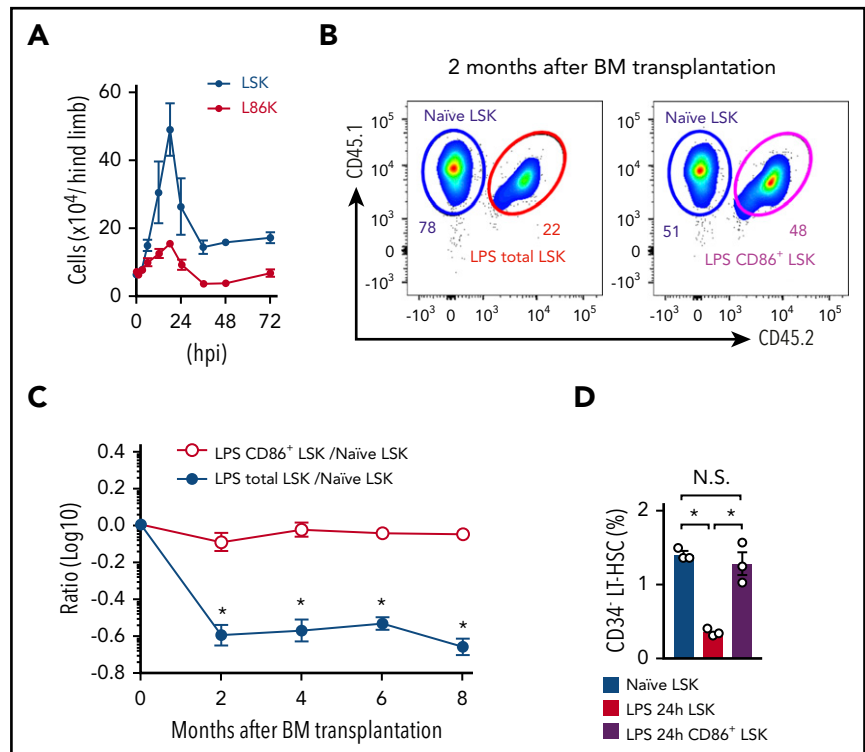 A
LSK
L86K
Cells (x10⁴/ hind limb)
60
40
20
0
0 24 48 72
(hpi)
B
2 months after BM transplantation
CD45.1
Naïve LSK
10⁵
10⁴
10³
0
-10³
78
22
LPS total LSK
-10³ 0 10³ 10⁴ 10⁵
Naïve LSK
10⁵
10⁴
10³
0
-10³
51
48
LPS CD86⁺ LSK
-10³ 0 10³ 10⁴ 10⁵
CD45.2
C
LPS CD86⁺ LSK /Naïve LSK
LPS total LSK /Naïve LSK
Ratio (Log10)
0.4
0.2
0.0
-0.2
-0.4
-0.6
-0.8
* * * *
0 2 4 6 8
Months after BM transplantation
D
N.S.
* *
CD34⁻ LT-HSC (%)
2
1
0
Naïve LSK
LPS 24h LSK
LPS 24h CD86⁺ LSK